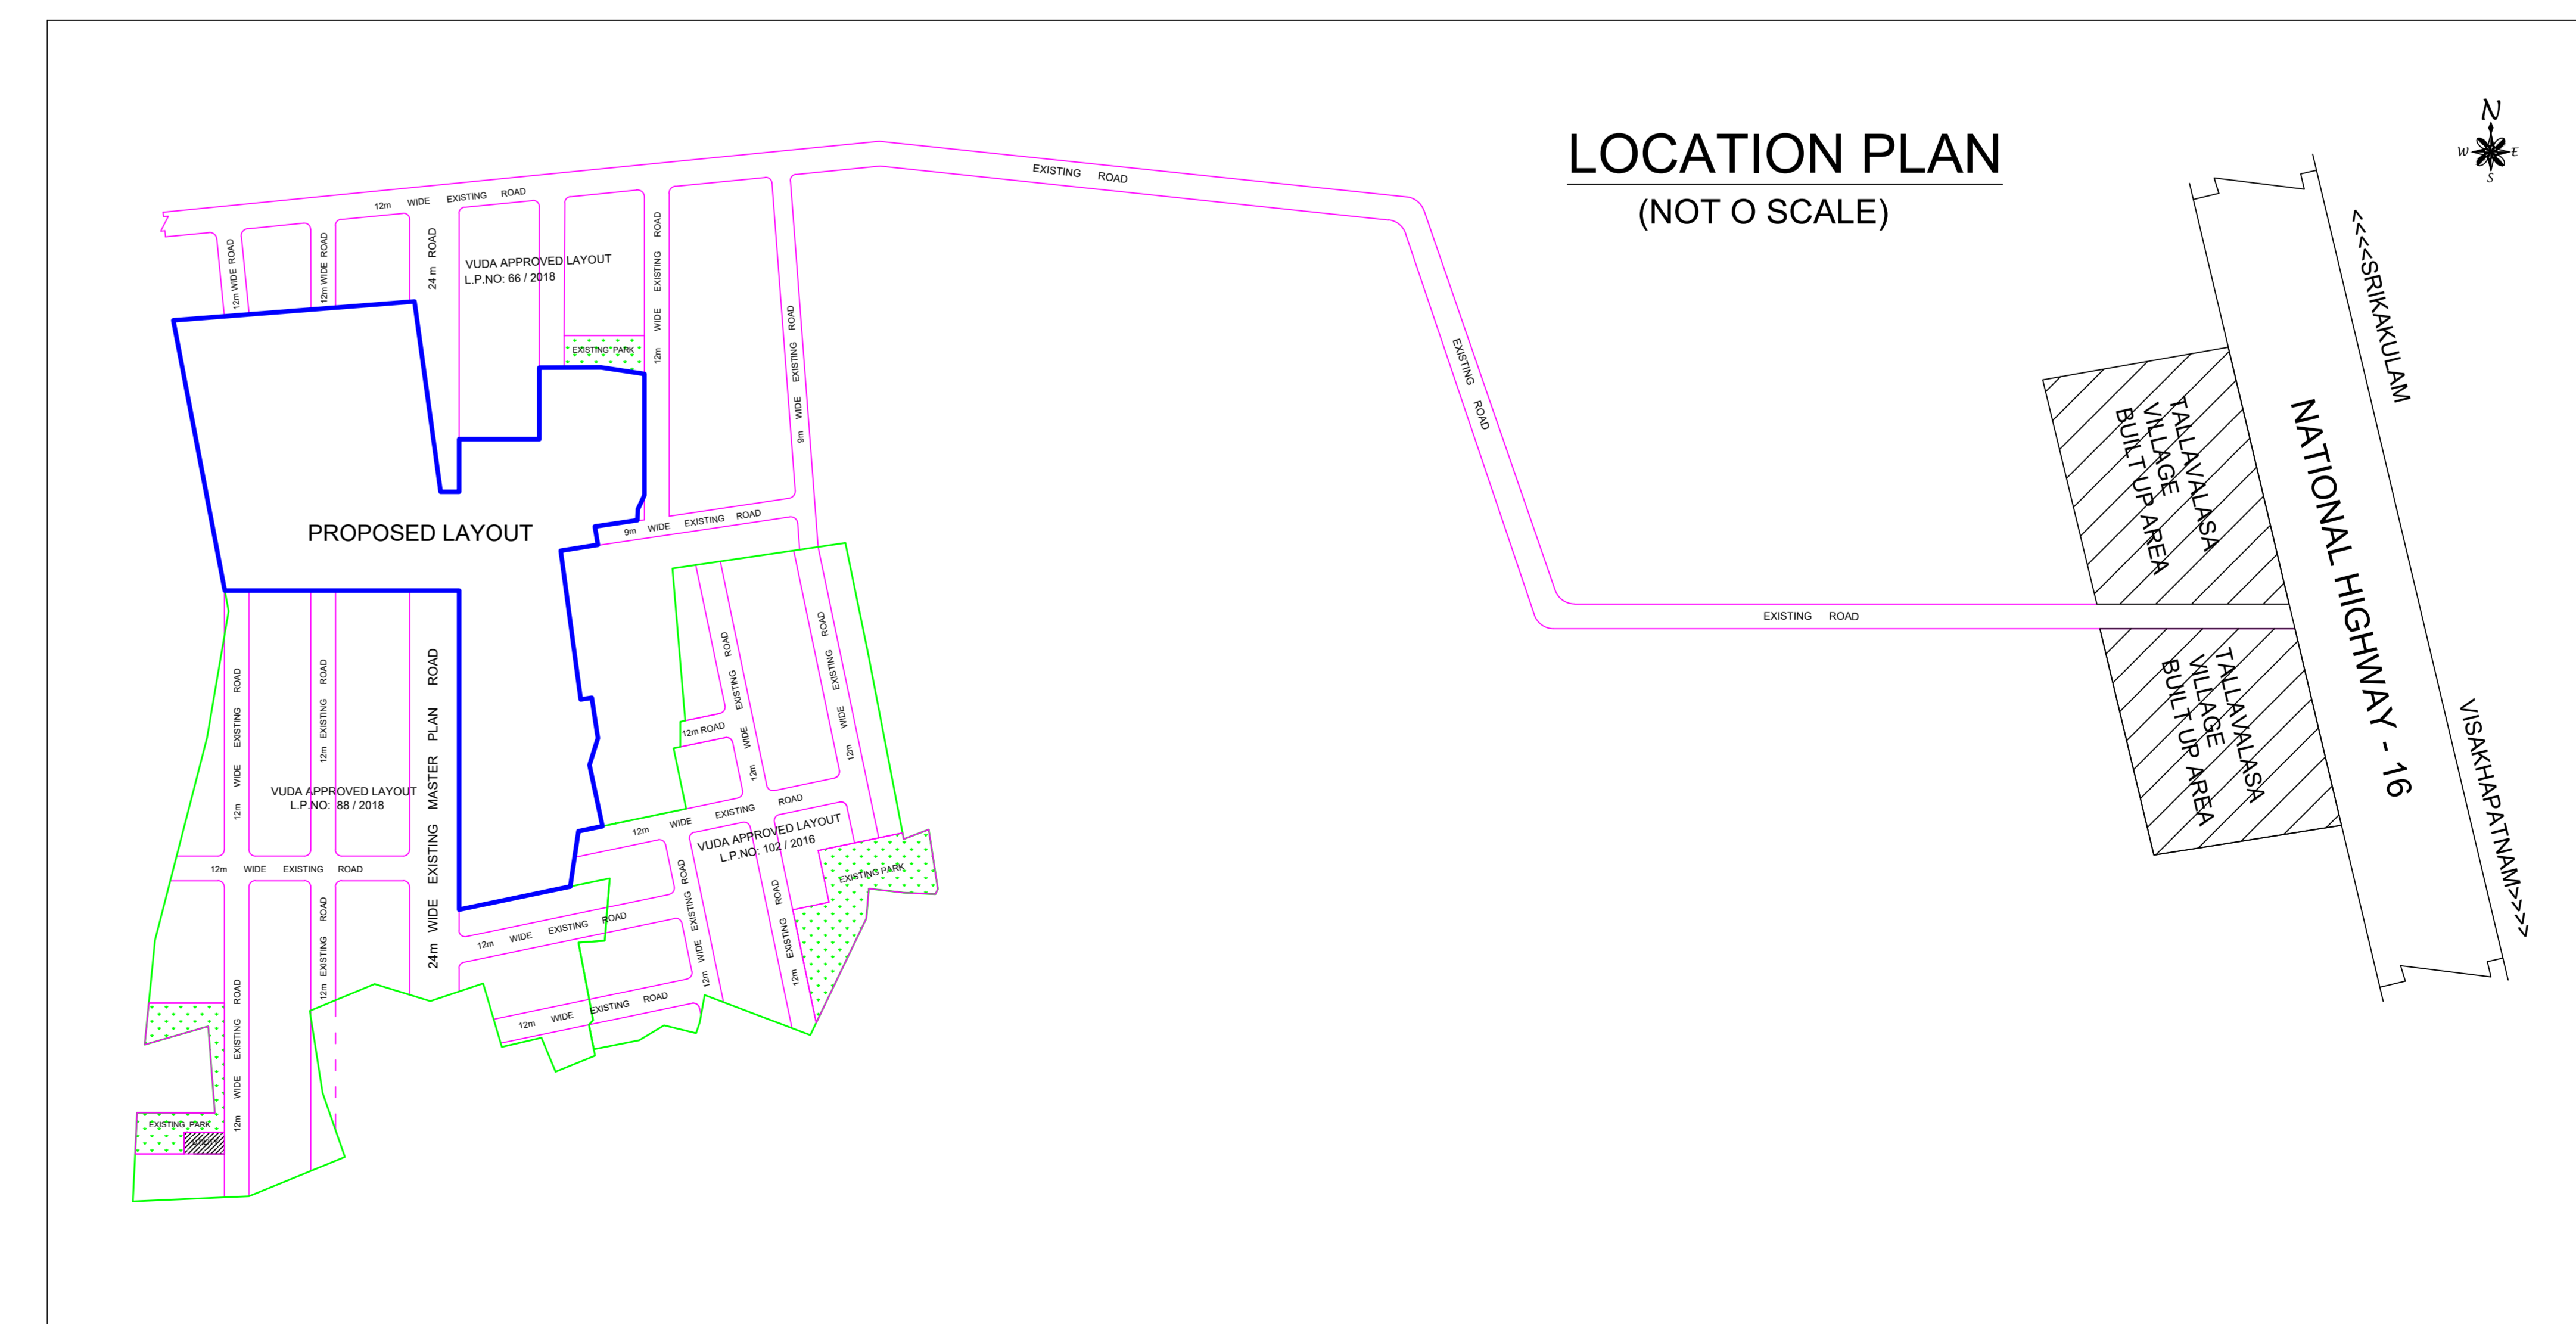 LOCATION PLAN
(NOT O SCALE)
N
W E
S
12m WIDE EXISTING ROAD
EXISTING ROAD
12m WIDE ROAD
12m WIDE ROAD
24 m ROAD
VUDA APPROVED LAYOUT
L.P.NO: 66 / 2018
EXISTING PARK
12m WIDE EXISTING ROAD
9m WIDE EXISTING ROAD
EXISTING ROAD
<<<<SRIKAKULAM
TALLAVALASA
VILLAGE
BUILT UP AREA
NATIONAL HIGHWAY - 16
PROPOSED LAYOUT
9m WIDE EXISTING ROAD
EXISTING ROAD
TALLAVALASA
VILLAGE
BUILT UP AREA
VISAKHAPATNAM>>>>
12m WIDE EXISTING ROAD
12m EXISTING ROAD
24m WIDE EXISTING MASTER PLAN ROAD
12m WIDE EXISTING ROAD
12m WIDE EXISTING ROAD
12m ROAD
VUDA APPROVED LAYOUT
L.P.NO: 88 / 2018
12m WIDE EXISTING ROAD
VUDA APPROVED LAYOUT
L.P.NO: 102 / 2016
12m WIDE EXISTING ROAD
EXISTING PARK
12m WIDE EXISTING ROAD
12m EXISTING ROAD
12m EXISTING ROAD
12m WIDE EXISTING ROAD
12m WIDE EXISTING ROAD
12m WIDE EXISTING ROAD
EXISTING PARK